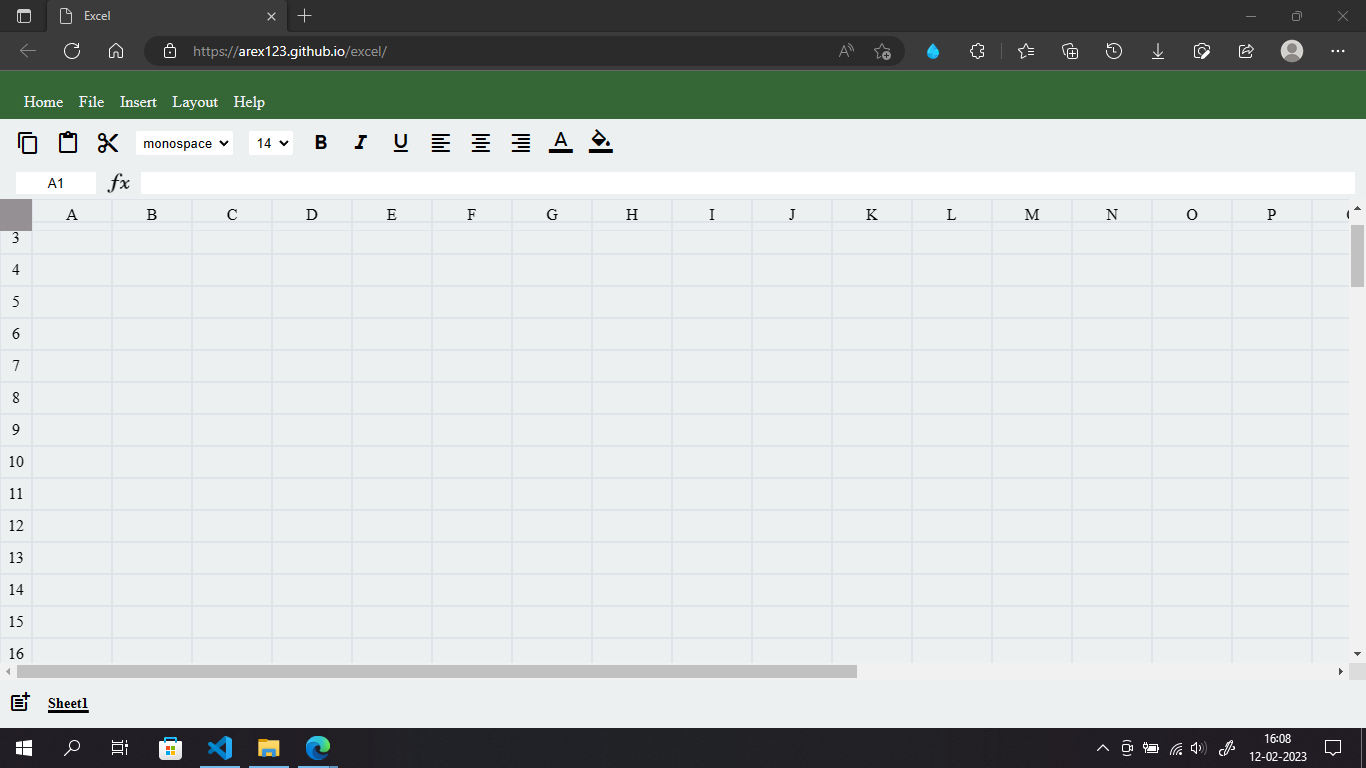 Excel
https://arex123.github.io/excel/
Home File Insert Layout Help
monospace 14 B I U A
A1 fx
A B C D E F G H I J K L M N O P
3
4
5
6
7
8
9
10
11
12
13
14
15
16
Sheet1
16:08
12-02-2023